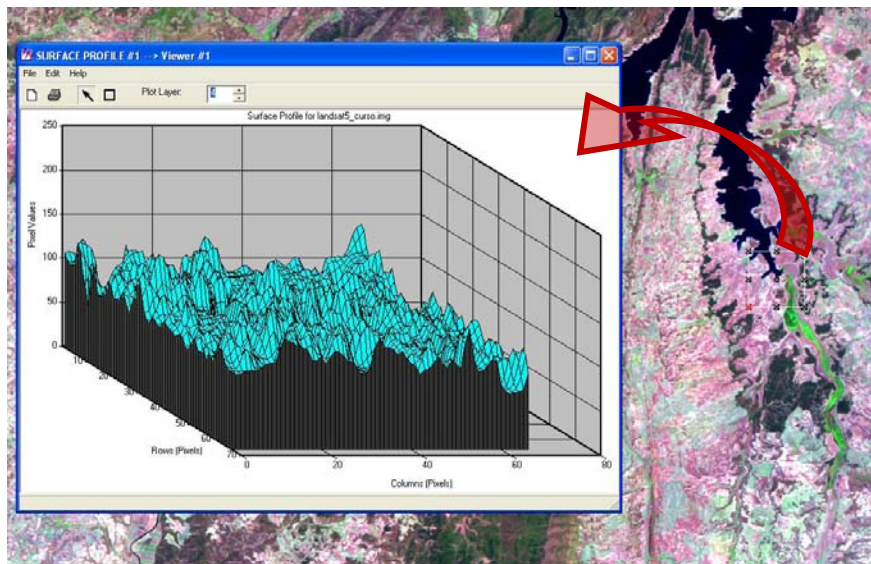 SURFACE PROFILE #1 --> Viewer #1
File Edit Help
Plot Layer: 4
Surface Profile for landsat5_curso.img
250
200
150
100
50
0
Pixel Values
10
20
30
40
50
60
70
Rows (Pixels)
0
20
40
60
80
Columns (Pixels)